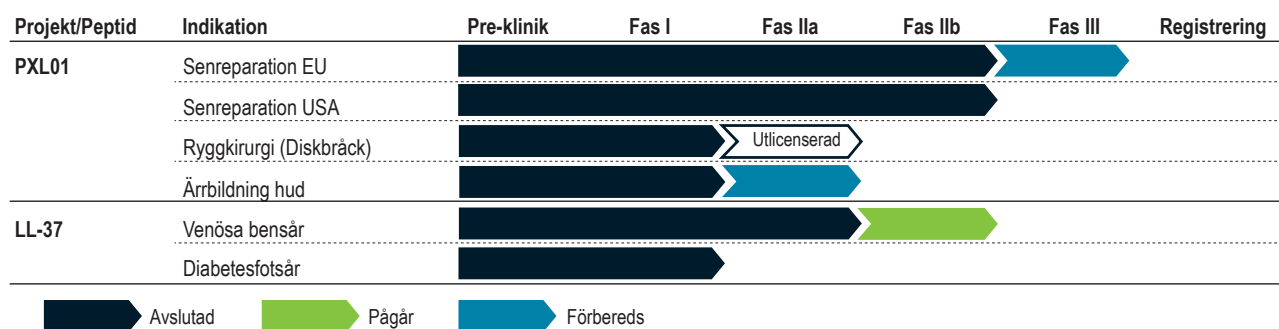 Projekt/Peptid Indikation Pre-klinik Fas I Fas IIa Fas IIb Fas III Registrering
PXL01 Senreparation EU
Senreparation USA
Ryggkirurgi (Diskbråck) Utlicenserad
Ärrbildning hud
LL-37 Venösa bensår
Diabetesfotsår
Avslutad Pågår Förbereds